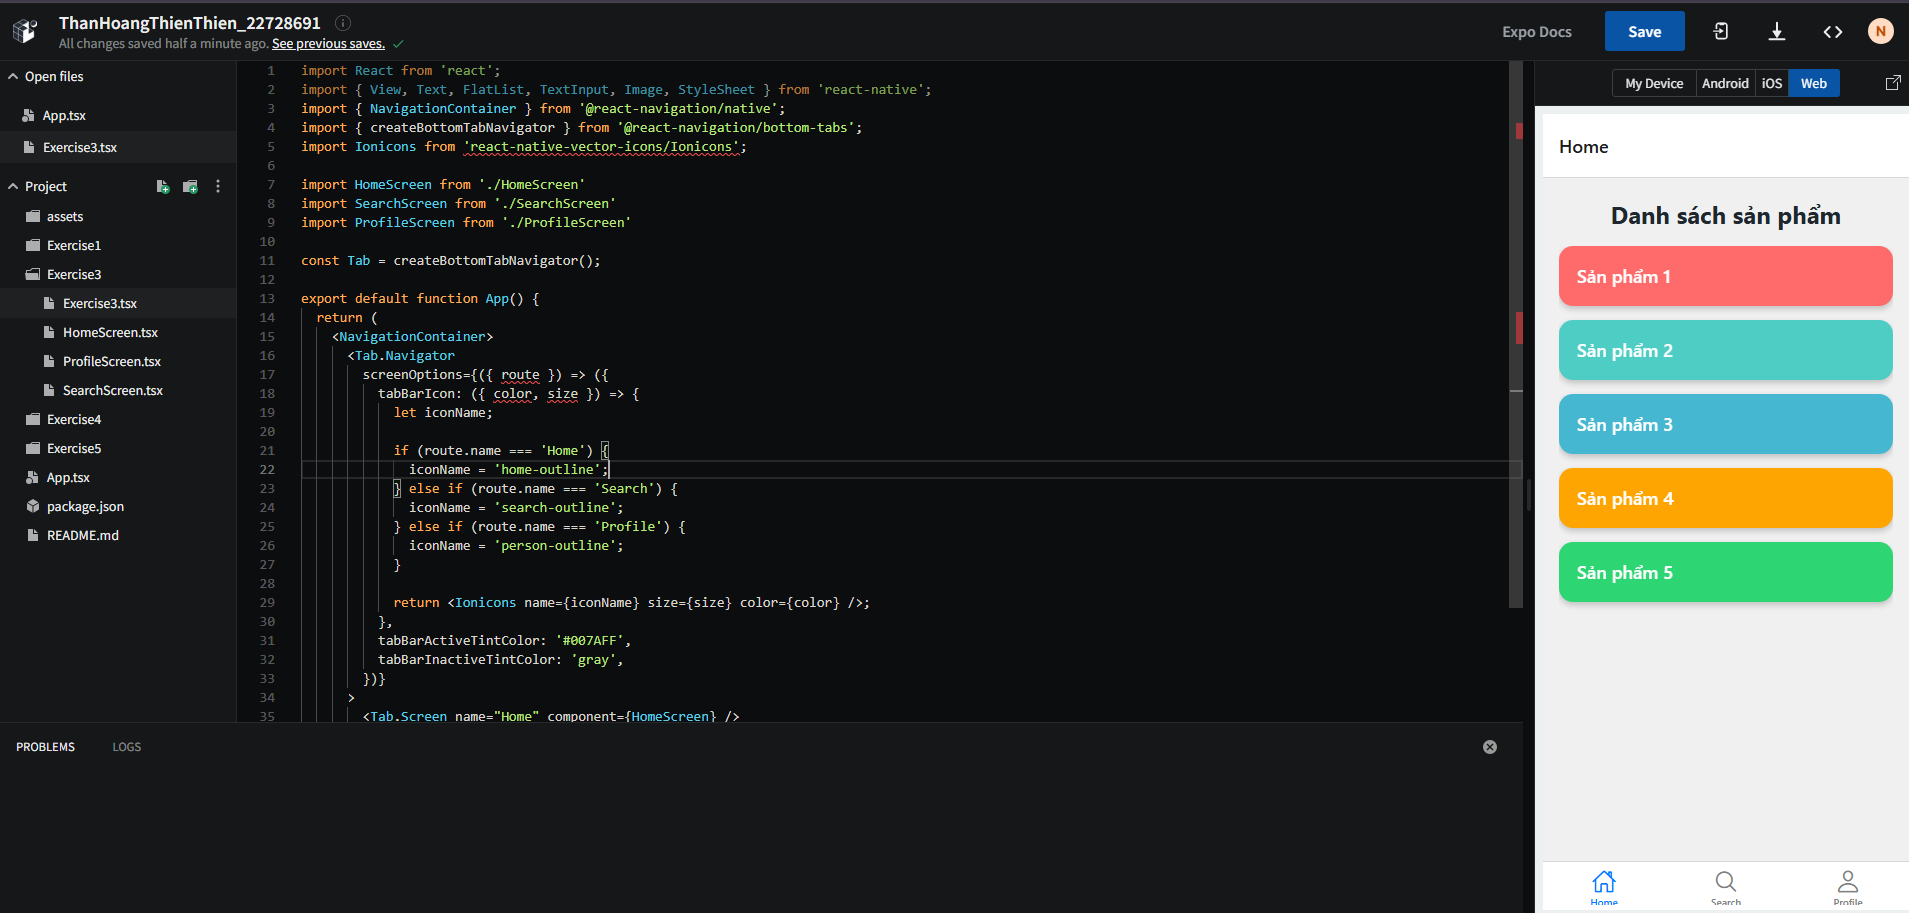 ThanHoangThienThien_22728691
All changes saved half a minute ago. See previous saves.
Expo Docs
Save
N
Open files
App.tsx
Exercise3.tsx
Project
assets
Exercise1
Exercise3
Exercise3.tsx
HomeScreen.tsx
ProfileScreen.tsx
SearchScreen.tsx
Exercise4
Exercise5
App.tsx
package.json
README.md
1 import React from 'react';
2 import { View, Text, FlatList, TextInput, Image, StyleSheet } from 'react-native';
3 import { NavigationContainer } from '@react-navigation/native';
4 import { createBottomTabNavigator } from '@react-navigation/bottom-tabs';
5 import Ionicons from 'react-native-vector-icons/Ionicons';
6
7 import HomeScreen from './HomeScreen'
8 import SearchScreen from './SearchScreen'
9 import ProfileScreen from './ProfileScreen'
10
11 const Tab = createBottomTabNavigator();
12
13 export default function App() {
14 return (
15 <NavigationContainer>
16 <Tab.Navigator
17 screenOptions={({ route }) => ({
18 tabBarIcon: ({ color, size }) => {
19 let iconName;
20
21 if (route.name === 'Home') {
22 iconName = 'home-outline';
23 } else if (route.name === 'Search') {
24 iconName = 'search-outline';
25 } else if (route.name === 'Profile') {
26 iconName = 'person-outline';
27 }
28
29 return <Ionicons name={iconName} size={size} color={color} />;
30 },
31 tabBarActiveTintColor: '#007AFF',
32 tabBarInactiveTintColor: 'gray',
33 })}
34 >
35 <Tab.Screen name="Home" component={HomeScreen} />
PROBLEMS LOGS
My Device Android iOS Web
Home
Danh sách sản phẩm
Sản phẩm 1
Sản phẩm 2
Sản phẩm 3
Sản phẩm 4
Sản phẩm 5
Home Search Profile